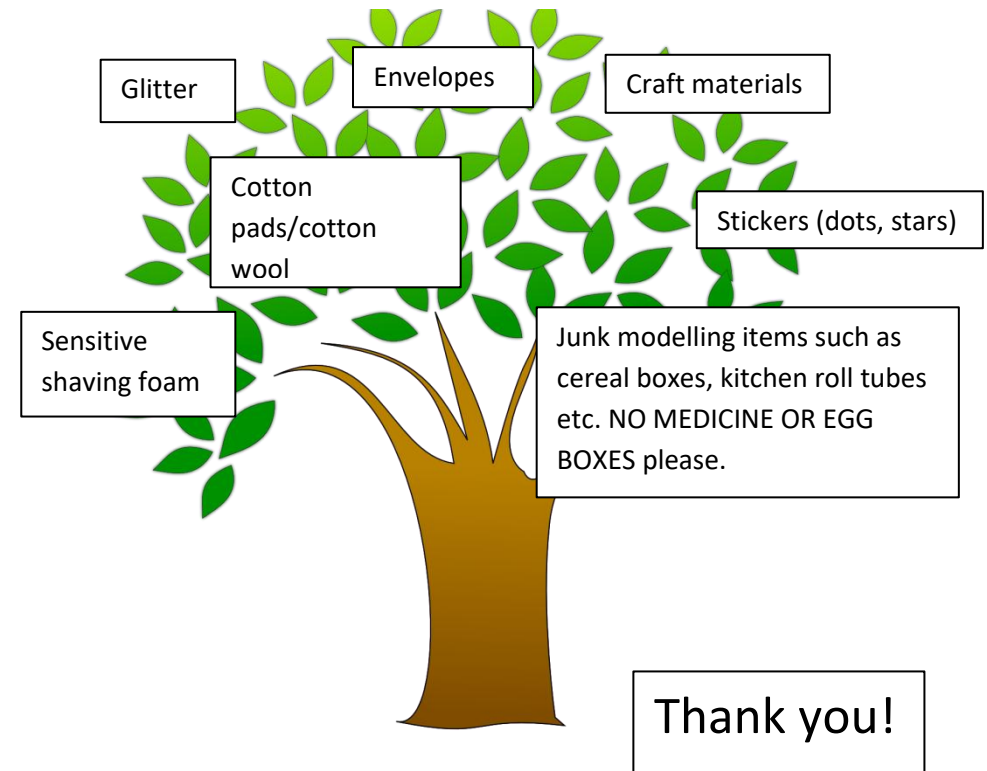 Glitter
Envelopes
Craft materials
Cotton
pads/cotton
wool
Stickers (dots, stars)
Sensitive
shaving foam
Junk modelling items such as
cereal boxes, kitchen roll tubes
etc. NO MEDICINE OR EGG
BOXES please.
Thank you!